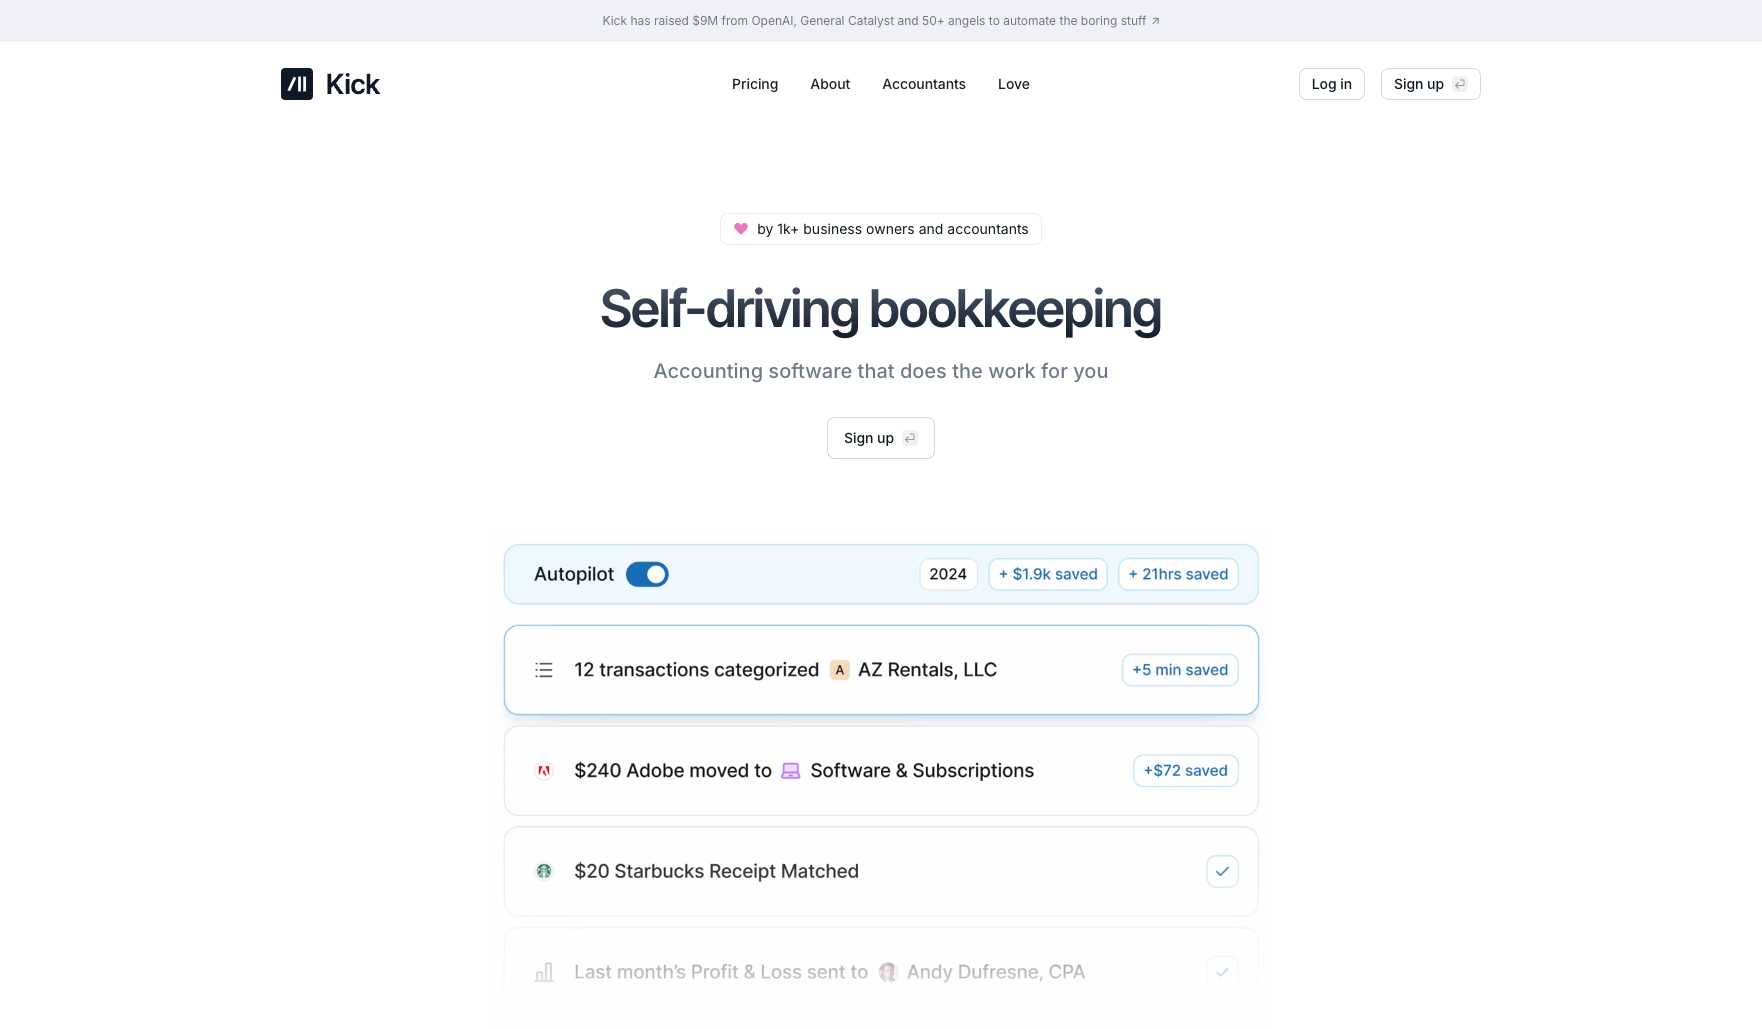 Kick has raised $9M from OpenAI, General Catalyst and 50+ angels to automate the boring stuff ↗
Kick
Pricing About Accountants Love
Log in
Sign up
by 1k+ business owners and accountants
Self-driving bookkeeping
Accounting software that does the work for you
Sign up
Autopilot 2024 + $1.9k saved + 21hrs saved
12 transactions categorized A AZ Rentals, LLC +5 min saved
$240 Adobe moved to Software & Subscriptions +$72 saved
$20 Starbucks Receipt Matched
Last month's Profit & Loss sent to Andy Dufresne, CPA